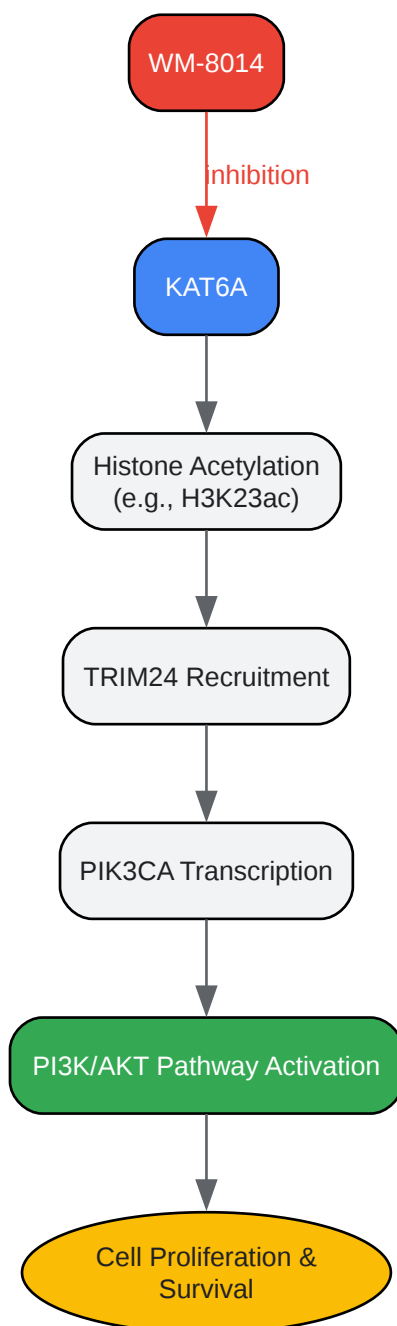 WM-8014
inhibition
KAT6A
Histone Acetylation
(e.g., H3K23ac)
TRIM24 Recruitment
PIK3CA Transcription
PI3K/AKT Pathway Activation
Cell Proliferation &
Survival